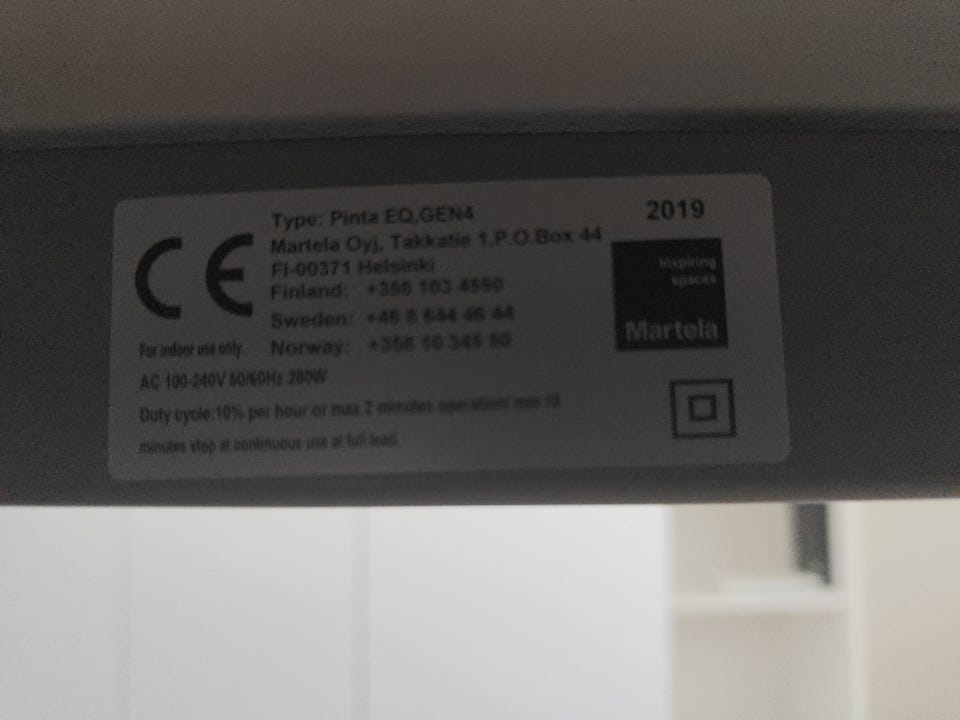 Type: Pinta EQ.GEN4
2019
Martela Oyj, Takkatie 1.P.O.Box 44
FI-00371 Helsinki
Finland: +358 103 4550
Sweden: +46 8 644 46 44
Norway: +358 10 345 50
CE
Inspiring
spaces
Martela
For indoor use only.
AC 100-240V 50/60Hz 280W
Duty cycle:10% per hour or max 2 minutes operation/ min 18
minutes stop at continuous use at full load